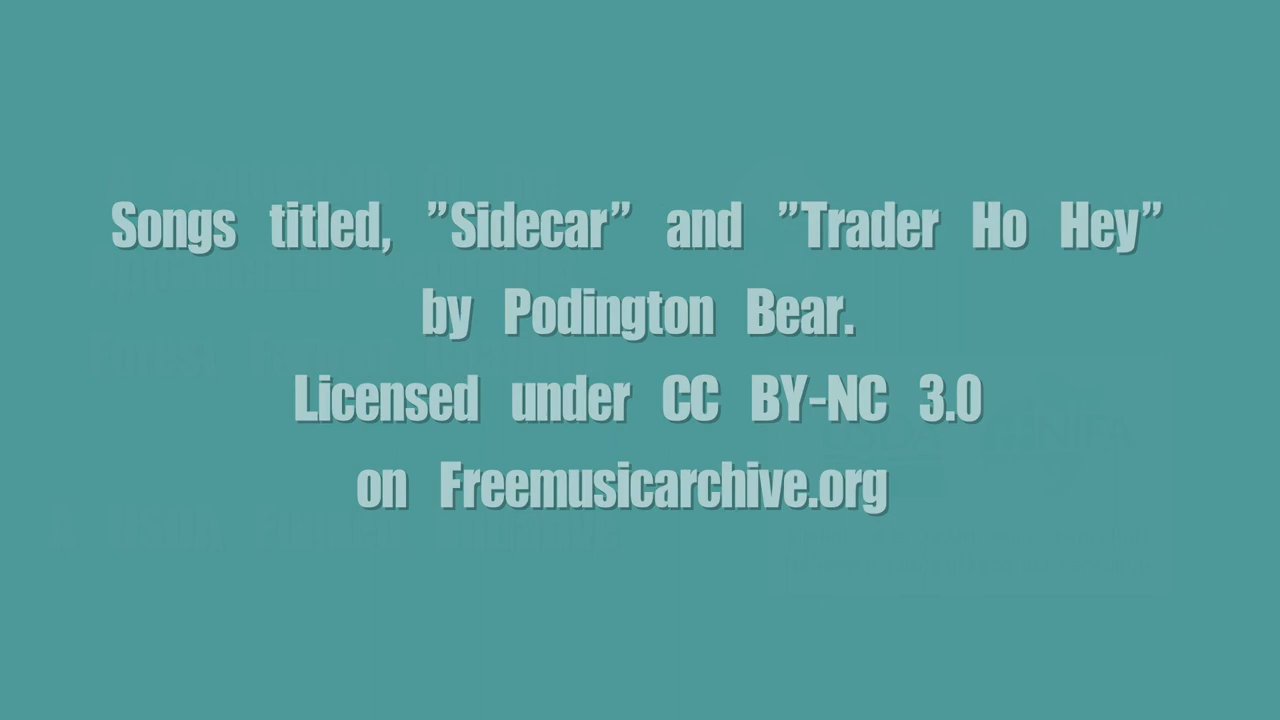 Songs titled, ”Sidecar” and ”Trader Ho Hey”
by Podington Bear.
Licensed under CC BY-NC 3.0
on Freemusicarchive.org